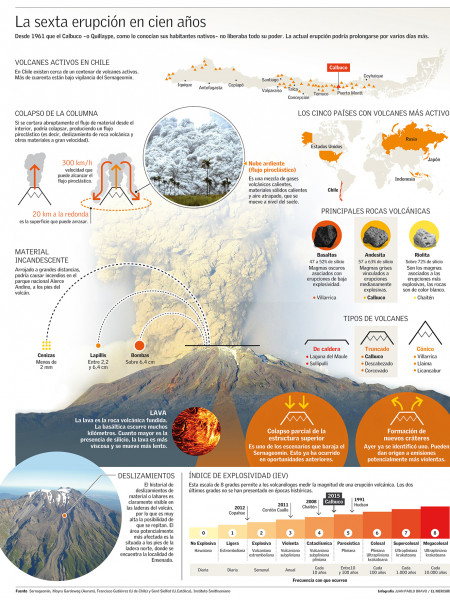 La sexta erupción en cien años
Desde 1961 que el Calbuco –o Quillaype, como lo conocían sus habitantes nativos– no liberaba todo su poder. La actual erupción podría prolongarse por varios días más.
VOLCANES ACTIVOS EN CHILE
En Chile existen cerca de un centenar de volcanes activos.
Más de cuarenta están bajo vigilancia del Sernageomin.
Iquique
Antofagasta
Copiapó
Santiago
Valparaíso
Talca
Concepción
Temuco
Calbuco
Puerto Montt
Coyhaique
COLAPSO DE LA COLUMNA
Si se cortara abruptamente el flujo de material desde el
interior, podría colapsar, produciendo un flujo
piroclástico (es decir, deslizamiento de roca volcánica y
otros materiales a gran velocidad).
300 km/h
velocidad que
puede alcanzar
el flujo
piroclástico.
20 km a la redonda
es la superficie que puede arrasar.
Nube ardiente
(flujo piroclástico)
Es una mezcla de gases
volcánicos calientes,
materiales sólidos calientes
y aire atrapado, que
se mueve a nivel del suelo.
LOS CINCO PAÍSES CON VOLCANES MÁS ACTIVO
Estados Unidos
Rusia
Japón
Indonesia
Chile
PRINCIPALES ROCAS VOLCÁNICAS
Basaltos
47 a 52% de silicio
Magmas oscuros
asociados con
erupciones de baja
explosividad.
Villarrica
Andesita
57 a 63% de silicio
Magmas grises
vinculados a
erupciones
medianamente
explosivas.
Calbuco
Riolita
Sobre 72% de silicio
Son los magmas
asociados a las
erupciones más
explosivas, las rocas
son de color blanco.
Chaitén
MATERIAL
INCANDESCENTE
Arrojado a grandes distancias,
podría causar incendios en el
parque nacional Alerce
Andino, a los pies del
volcán.
Cenizas
Menos de
2 mm
Lapillis
Entre 2,2
y 6,4 cm
Bombas
Sobre 6,4 cm
TIPOS DE VOLCANES
De caldera
Laguna del Maule
Sollipulli
Truncado
Calbuco
Descabezado
Corcovado
Cónico
Villarrica
Llaima
Licancabur
LAVA
La lava es la roca volcánica fundida.
La basáltica escurre muchos
kilómetros. Cuanto mayor es la
presencia de silicio, la lava es más
viscosa y se mueve más lento.
Colapso parcial de la
estructura superior
Es uno de los escenarios que baraja el
Sernageomin. Esto ya ha ocurrido
en oportunidades anteriores.
Formación de
nuevos cráteres
Ayer ya se identificó uno. Pueden
dan origen a emisiones
potencialmente más violentas.
DESLIZAMIENTOS
El historial de
deslizamientos de
material o lahares es
claramente visible en
las laderas del volcán,
por lo que es muy
alta la posibilidad de
que se repitan. El
área potencialmente
más afectada es la
situada a los pies de la
ladera norte, donde se
encuentra la localidad de
Ensenada.
ÍNDICE DE EXPLOSIVIDAD (IEV)
Esta escala de 8 grados permite a los vulcanólogos medir la magnitud de una erupción volcánica. Los dos
últimos grados no se han presentado en épocas históricas.
2012
Copahue
2011
Cordón Caulle
2008
Chaitén
2015
Calbuco
1991
Hudson
0 1 2 3 4 5 6 7 8
No Explosiva
Hawaiana
Diaria
Ligera
Estromboliana
Diaria
Explosiva
Vulcaniana
estromboliana
Semanal
Violenta
Vulcaniana
subpliniana
Anual
Cataclísmica
Vulcaniana
subpliniana
Cada
10 años
Paroxística
Pliniana
Entre 10
y 100 años
Colosal
Pliniana
Ultrapliniana
Cada
100 años
Supercolosal
Ultrapliniana
Cada
1.000 años
Megacolosal
Ultrapliniana
Cada
10.000 años
Frecuencia con que ocurren
Fuente: Sernageomin, Moyra Gardeweg (Aurum), Francisco Gutiérrez (U de Chile) y Gerd Sielfeld (U.Católica), Instituto Smithsoniano
Infografía JUAN PABLO BRAVO / EL MERCUR